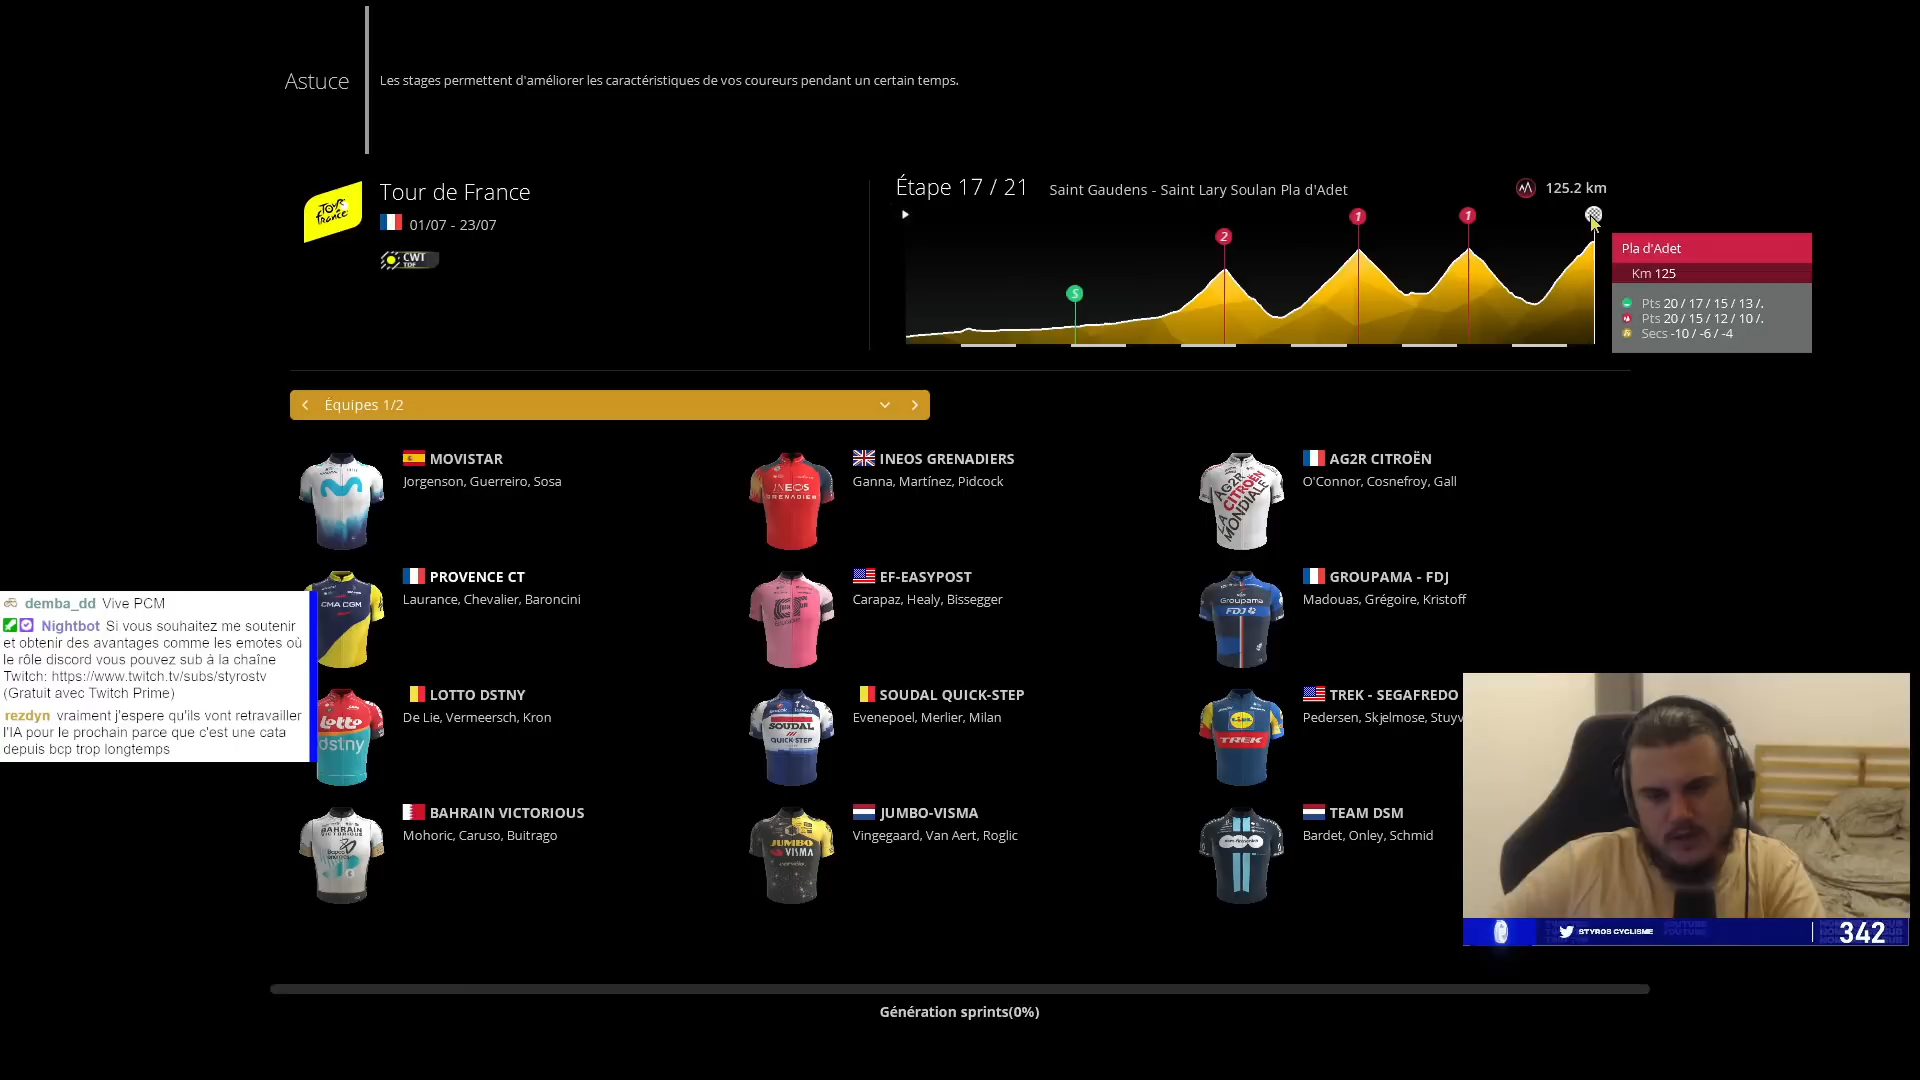 Astuce
Les stages permettent d'améliorer les caractéristiques de vos coureurs pendant un certain temps.
Tour de France
01/07 - 23/07
CWT
TDF
Étape 17 / 21
Saint Gaudens - Saint Lary Soulan Pla d'Adet
125.2 km
S
2
1
1
Pla d'Adet
Km 125
Pts 20 / 17 / 15 / 13 /.
Pts 20 / 15 / 12 / 10 /.
Secs -10 / -6 / -4
Équipes 1/2
MOVISTAR
Jorgenson, Guerreiro, Sosa
INEOS GRENADIERS
Ganna, Martínez, Pidcock
AG2R CITROËN
O'Connor, Cosnefroy, Gall
PROVENCE CT
Laurance, Chevalier, Baroncini
EF-EASYPOST
Carapaz, Healy, Bissegger
GROUPAMA - FDJ
Madouas, Grégoire, Kristoff
LOTTO DSTNY
De Lie, Vermeersch, Kron
SOUDAL QUICK-STEP
Evenepoel, Merlier, Milan
TREK - SEGAFREDO
Pedersen, Skjelmose, Stuyv
BAHRAIN VICTORIOUS
Mohoric, Caruso, Buitrago
JUMBO-VISMA
Vingegaard, Van Aert, Roglic
TEAM DSM
Bardet, Onley, Schmid
demba_dd Vive PCM
Nightbot Si vous souhaitez me soutenir
et obtenir des avantages comme les emotes où
le rôle discord vous pouvez sub à la chaîne
Twitch: https://www.twitch.tv/subs/styrostv
(Gratuit avec Twitch Prime)
rezdyn vraiment j'espere qu'ils vont retravailler
l'IA pour le prochain parce que c'est une cata
depuis bcp trop longtemps
STYROS CYCLISME
342
Génération sprints(0%)